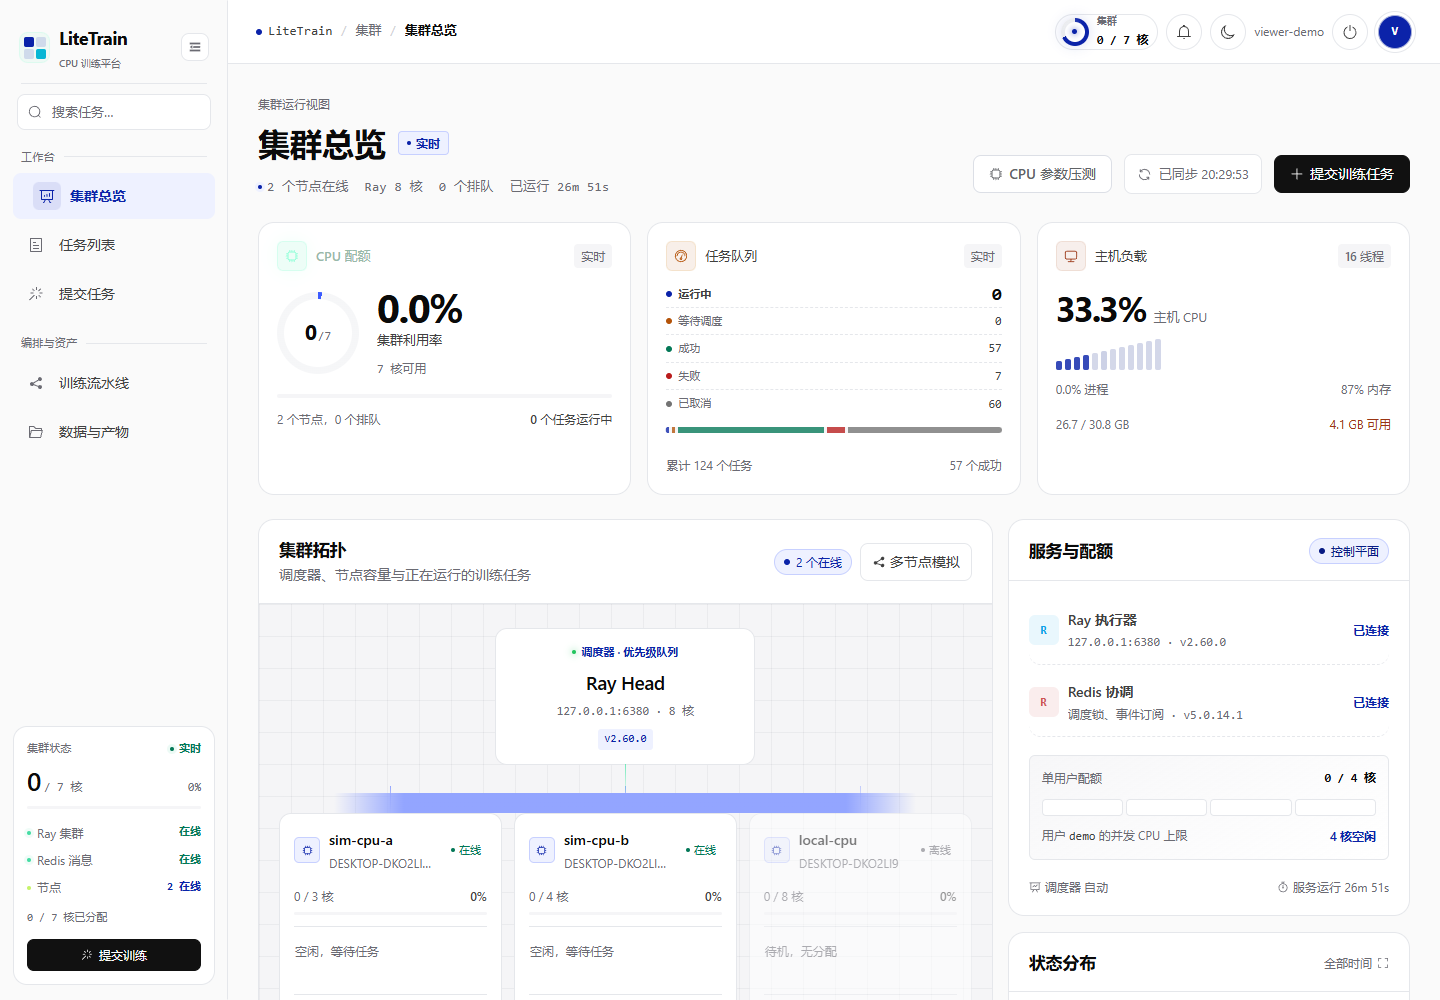 LiteTrain
CPU 训练平台
搜索任务...
工作台
集群总览
任务列表
提交任务
编排与资产
训练流水线
数据与产物
集群状态
实时
0 / 7 核
0%
Ray 集群
在线
Redis 消息
在线
节点
2 在线
0 / 7 核已分配
提交训练
LiteTrain / 集群 / 集群总览
集群
0 / 7 核
viewer-demo
V
集群运行视图
集群总览
实时
2 个节点在线 Ray 8 核 0 个排队 已运行 26m 51s
CPU 参数压测
已同步 20:29:53
提交训练任务
CPU 配额
实时
0/7
0.0%
集群利用率
7 核可用
2 个节点，0 个排队
0 个任务运行中
任务队列
实时
运行中
0
等待调度
0
成功
57
失败
7
已取消
60
累计 124 个任务
57 个成功
主机负载
16 线程
33.3% 主机 CPU
0.0% 进程
87% 内存
26.7 / 30.8 GB
4.1 GB 可用
集群拓扑
调度器、节点容量与正在运行的训练任务
2 个在线
多节点模拟
调度器 · 优先级队列
Ray Head
127.0.0.1:6380 · 8 核
v2.60.0
sim-cpu-a
DESKTOP-DKO2LI...
在线
0 / 3 核
0%
空闲，等待任务
sim-cpu-b
DESKTOP-DKO2LI...
在线
0 / 4 核
0%
空闲，等待任务
local-cpu
DESKTOP-DKO2LI9
离线
0 / 8 核
0%
待机，无分配
服务与配额
控制平面
R
Ray 执行器
127.0.0.1:6380 · v2.60.0
已连接
R
Redis 协调
调度锁、事件订阅 · v5.0.14.1
已连接
单用户配额
0 / 4 核
用户 demo 的并发 CPU 上限
4 核空闲
调度器 自动
服务运行 26m 51s
状态分布
全部时间